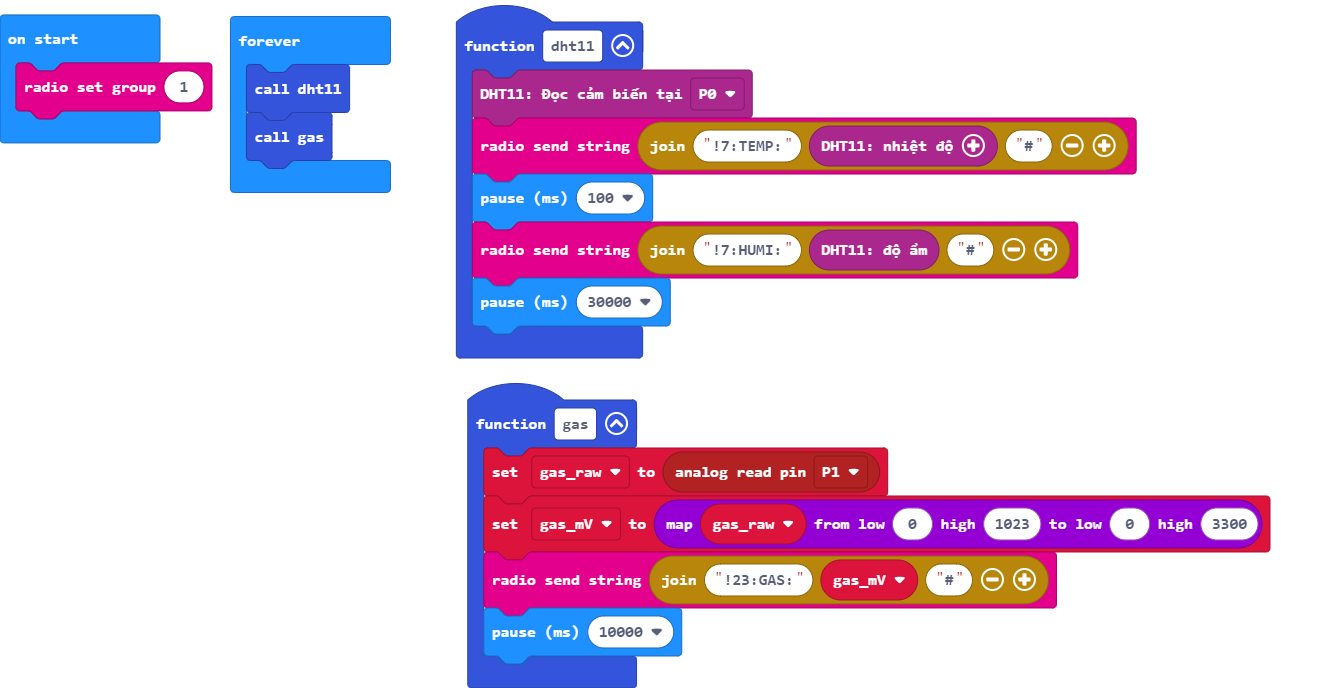 on start
radio set group 1
forever
call dht11
call gas
function dht11
DHT11: Đọc cảm biến tại P0
radio send string join "!7:TEMP:" DHT11: nhiệt độ "#"
pause (ms) 100
radio send string join "!7:HUMI:" DHT11: độ ẩm "#"
pause (ms) 30000
function gas
set gas_raw to analog read pin P1
set gas_mV to map gas_raw from low 0 high 1023 to low 0 high 3300
radio send string join "!23:GAS:" gas_mV "#"
pause (ms) 10000